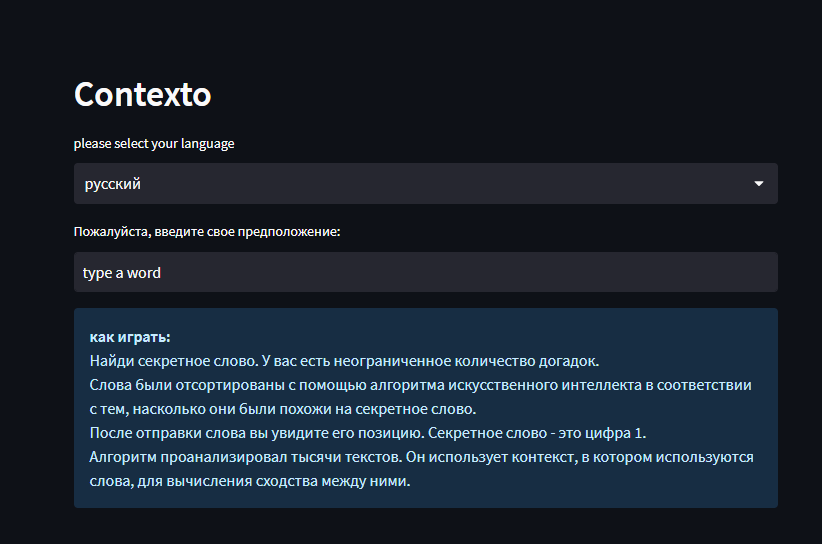 Contexto
please select your language
русский
Пожалуйста, введите свое предположение:
type a word
как играть:
Найди секретное слово. У вас есть неограниченное количество догадок.
Слова были отсортированы с помощью алгоритма искусственного интеллекта в соответствии
с тем, насколько они были похожи на секретное слово.
После отправки слова вы увидите его позицию. Секретное слово - это цифра 1.
Алгоритм проанализировал тысячи текстов. Он использует контекст, в котором используются
слова, для вычисления сходства между ними.